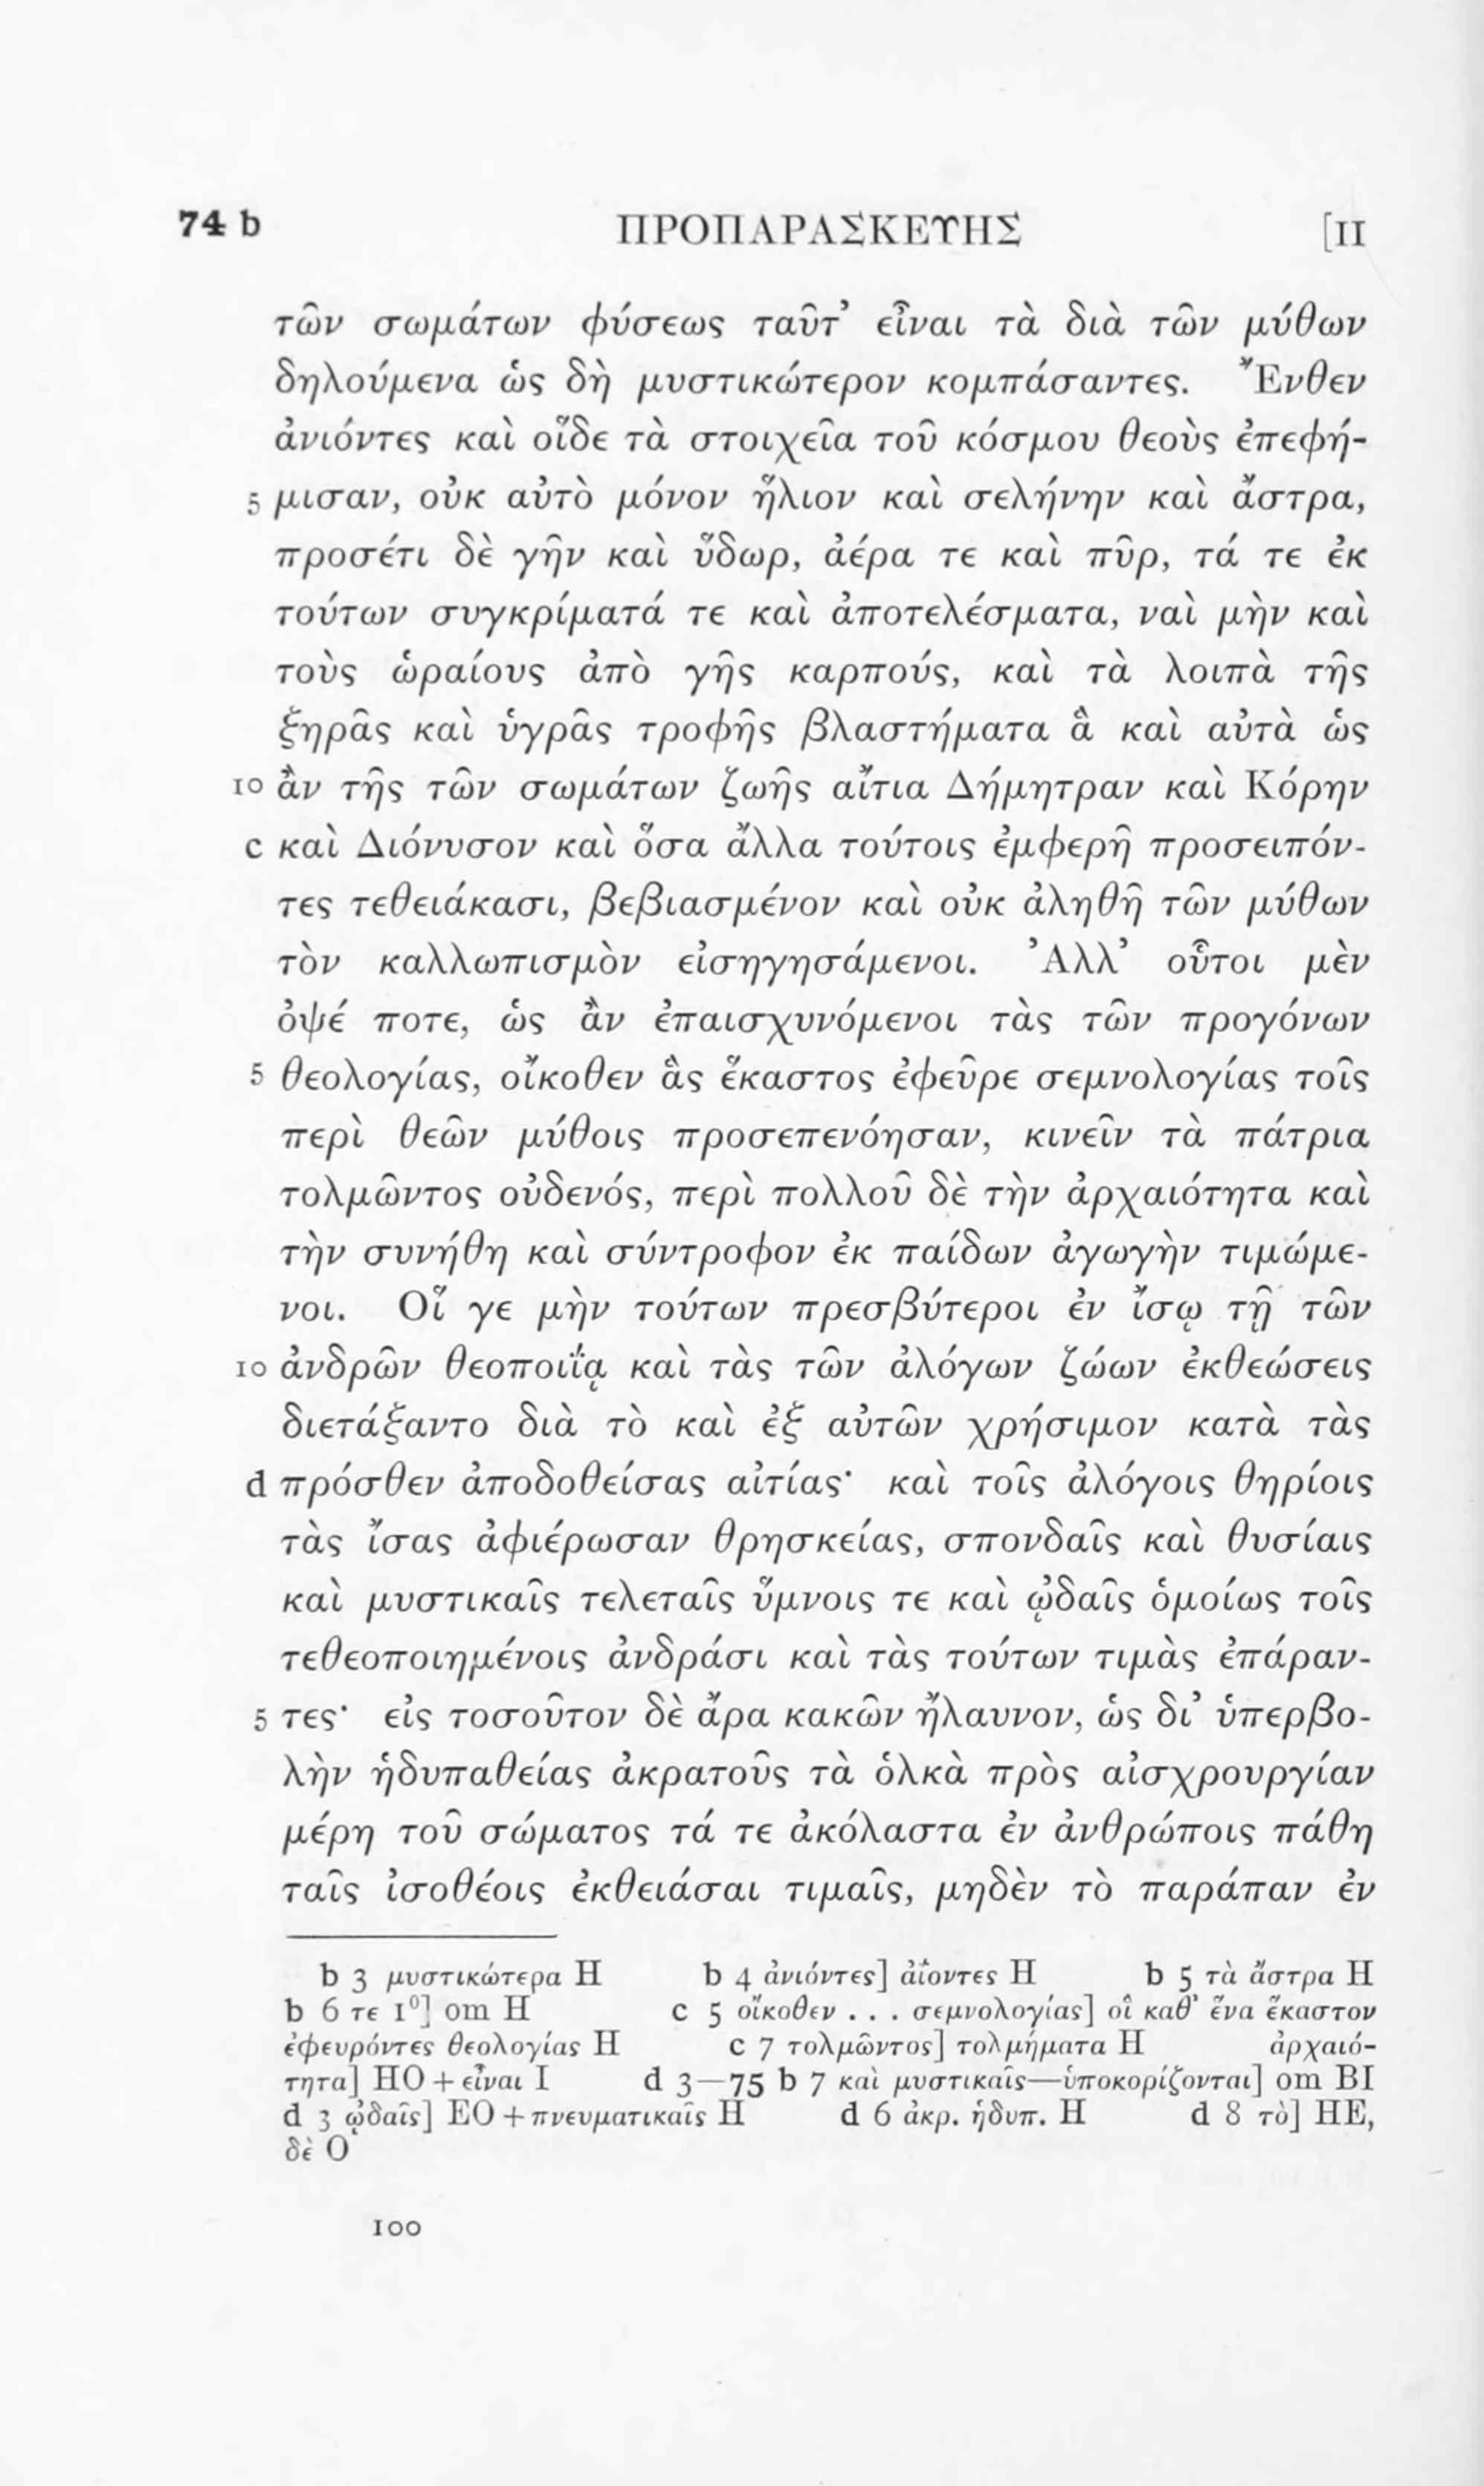 74 b ΠΡΟΠΑΡΑΣΚΕΥΗΣ [II
τῶν σωμάτων φύσεως ταῦτ’ εἶναι τὰ διὰ τῶν μύθων
δηλούμενα ὡς δὴ μυστικώτερον κομπάσαντες. Ἔνθεν
ἀνιόντες καὶ οἵδε τὰ στοιχεῖα τοῦ κόσμου θεοὺς ἐπεφή-
5 μισαν, οὐκ αὐτὸ μόνον ἥλιον καὶ σελήνην καὶ ἄστρα,
προσέτι δὲ γῆν καὶ ὕδωρ, ἀέρα τε καὶ πῦρ, τά τε ἐκ
τούτων συγκρίματά τε καὶ ἀποτελέσματα, ναὶ μὴν καὶ
τοὺς ὡραίους ἀπὸ γῆς καρπούς, καὶ τὰ λοιπὰ τῆς
ξηρᾶς καὶ ὑγρᾶς τροφῆς βλαστήματα ἃ καὶ αὐτὰ ὡς
10 ἂν τῆς τῶν σωμάτων ζωῆς αἴτια Δήμητραν καὶ Κόρην
c καὶ Διόνυσον καὶ ὅσα ἄλλα τούτοις ἐμφερῆ προσειπόν-
τες τεθειάκασι, βεβιασμένον καὶ οὐκ ἀληθῆ τῶν μύθων
τὸν καλλωπισμὸν εἰσηγησάμενοι. Ἀλλ’ οὗτοι μὲν
ὀψέ ποτε, ὡς ἂν ἐπαισχυνόμενοι τὰς τῶν προγόνων
5 θεολογίας, οἴκοθεν ἃς ἕκαστος ἐφεῦρε σεμνολογίας τοῖς
περὶ θεῶν μύθοις προσεπενόησαν, κινεῖν τὰ πάτρια
τολμῶντος οὐδενός, περὶ πολλοῦ δὲ τὴν ἀρχαιότητα καὶ
τὴν συνήθη καὶ σύντροφον ἐκ παίδων ἀγωγὴν τιμώμε-
νοι. Οἵ γε μὴν τούτων πρεσβύτεροι ἐν ἴσῳ τῇ τῶν
10 ἀνδρῶν θεοποιΐᾳ καὶ τὰς τῶν ἀλόγων ζώων ἐκθεώσεις
διετάξαντο διὰ τὸ καὶ ἐξ αὐτῶν χρήσιμον κατὰ τὰς
d πρόσθεν ἀποδοθείσας αἰτίας· καὶ τοῖς ἀλόγοις θηρίοις
τὰς ἴσας ἀφιέρωσαν θρησκείας, σπονδαῖς καὶ θυσίαις
καὶ μυστικαῖς τελεταῖς ὕμνοις τε καὶ ᾠδαῖς ὁμοίως τοῖς
τεθεοποιημένοις ἀνδράσι καὶ τὰς τούτων τιμὰς ἐπάραν-
5 τες· εἰς τοσοῦτον δὲ ἄρα κακῶν ἤλαυνον, ὡς δι’ ὑπερβο-
λὴν ἡδυπαθείας ἀκρατοῦς τὰ ὁλκὰ πρὸς αἰσχρουργίαν
μέρη τοῦ σώματος τά τε ἀκόλαστα ἐν ἀνθρώποις πάθη
ταῖς ἰσοθέοις ἐκθειάσαι τιμαῖς, μηδὲν τὸ παράπαν ἐν
b 3 μυστικώτερα H b 4 ἀνιόντες] ἀΐοντες H b 5 τὰ ἄστρα H
b 6 τε 1⁰] om H c 5 οἴκοθεν . . . σεμνολογίας] οἳ καθ’ ἕνα ἕκαστον
ἐφευρόντες θεολογίας H c 7 τολμῶντος] τολμήματα H ἀρχαιό-
τητα] HO + εἶναι I d 3—75 b 7 καὶ μυστικαῖς—ὑποκορίζονται] om BI
d 3 ᾠδαῖς] EO + πνευματικαῖς H d 6 ἀκρ. ἡδυπ. H d 8 τὸ] HE,
δὲ O
100